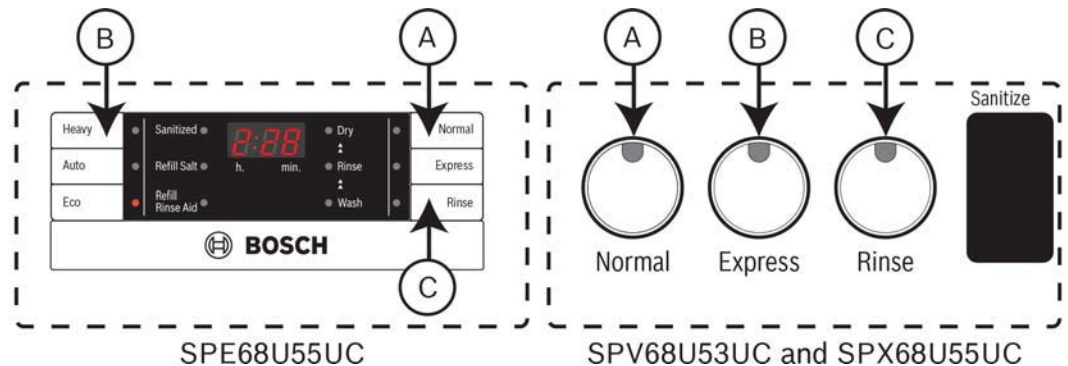 B
A
Heavy
Auto
Eco
Sanitized
Refill Salt
Refill
Rinse Aid
2:28
h. min.
Dry
Rinse
Wash
Normal
Express
Rinse
BOSCH
C
SPE68U55UC
A
B
C
Sanitize
Normal
Express
Rinse
SPV68U53UC and SPX68U55UC